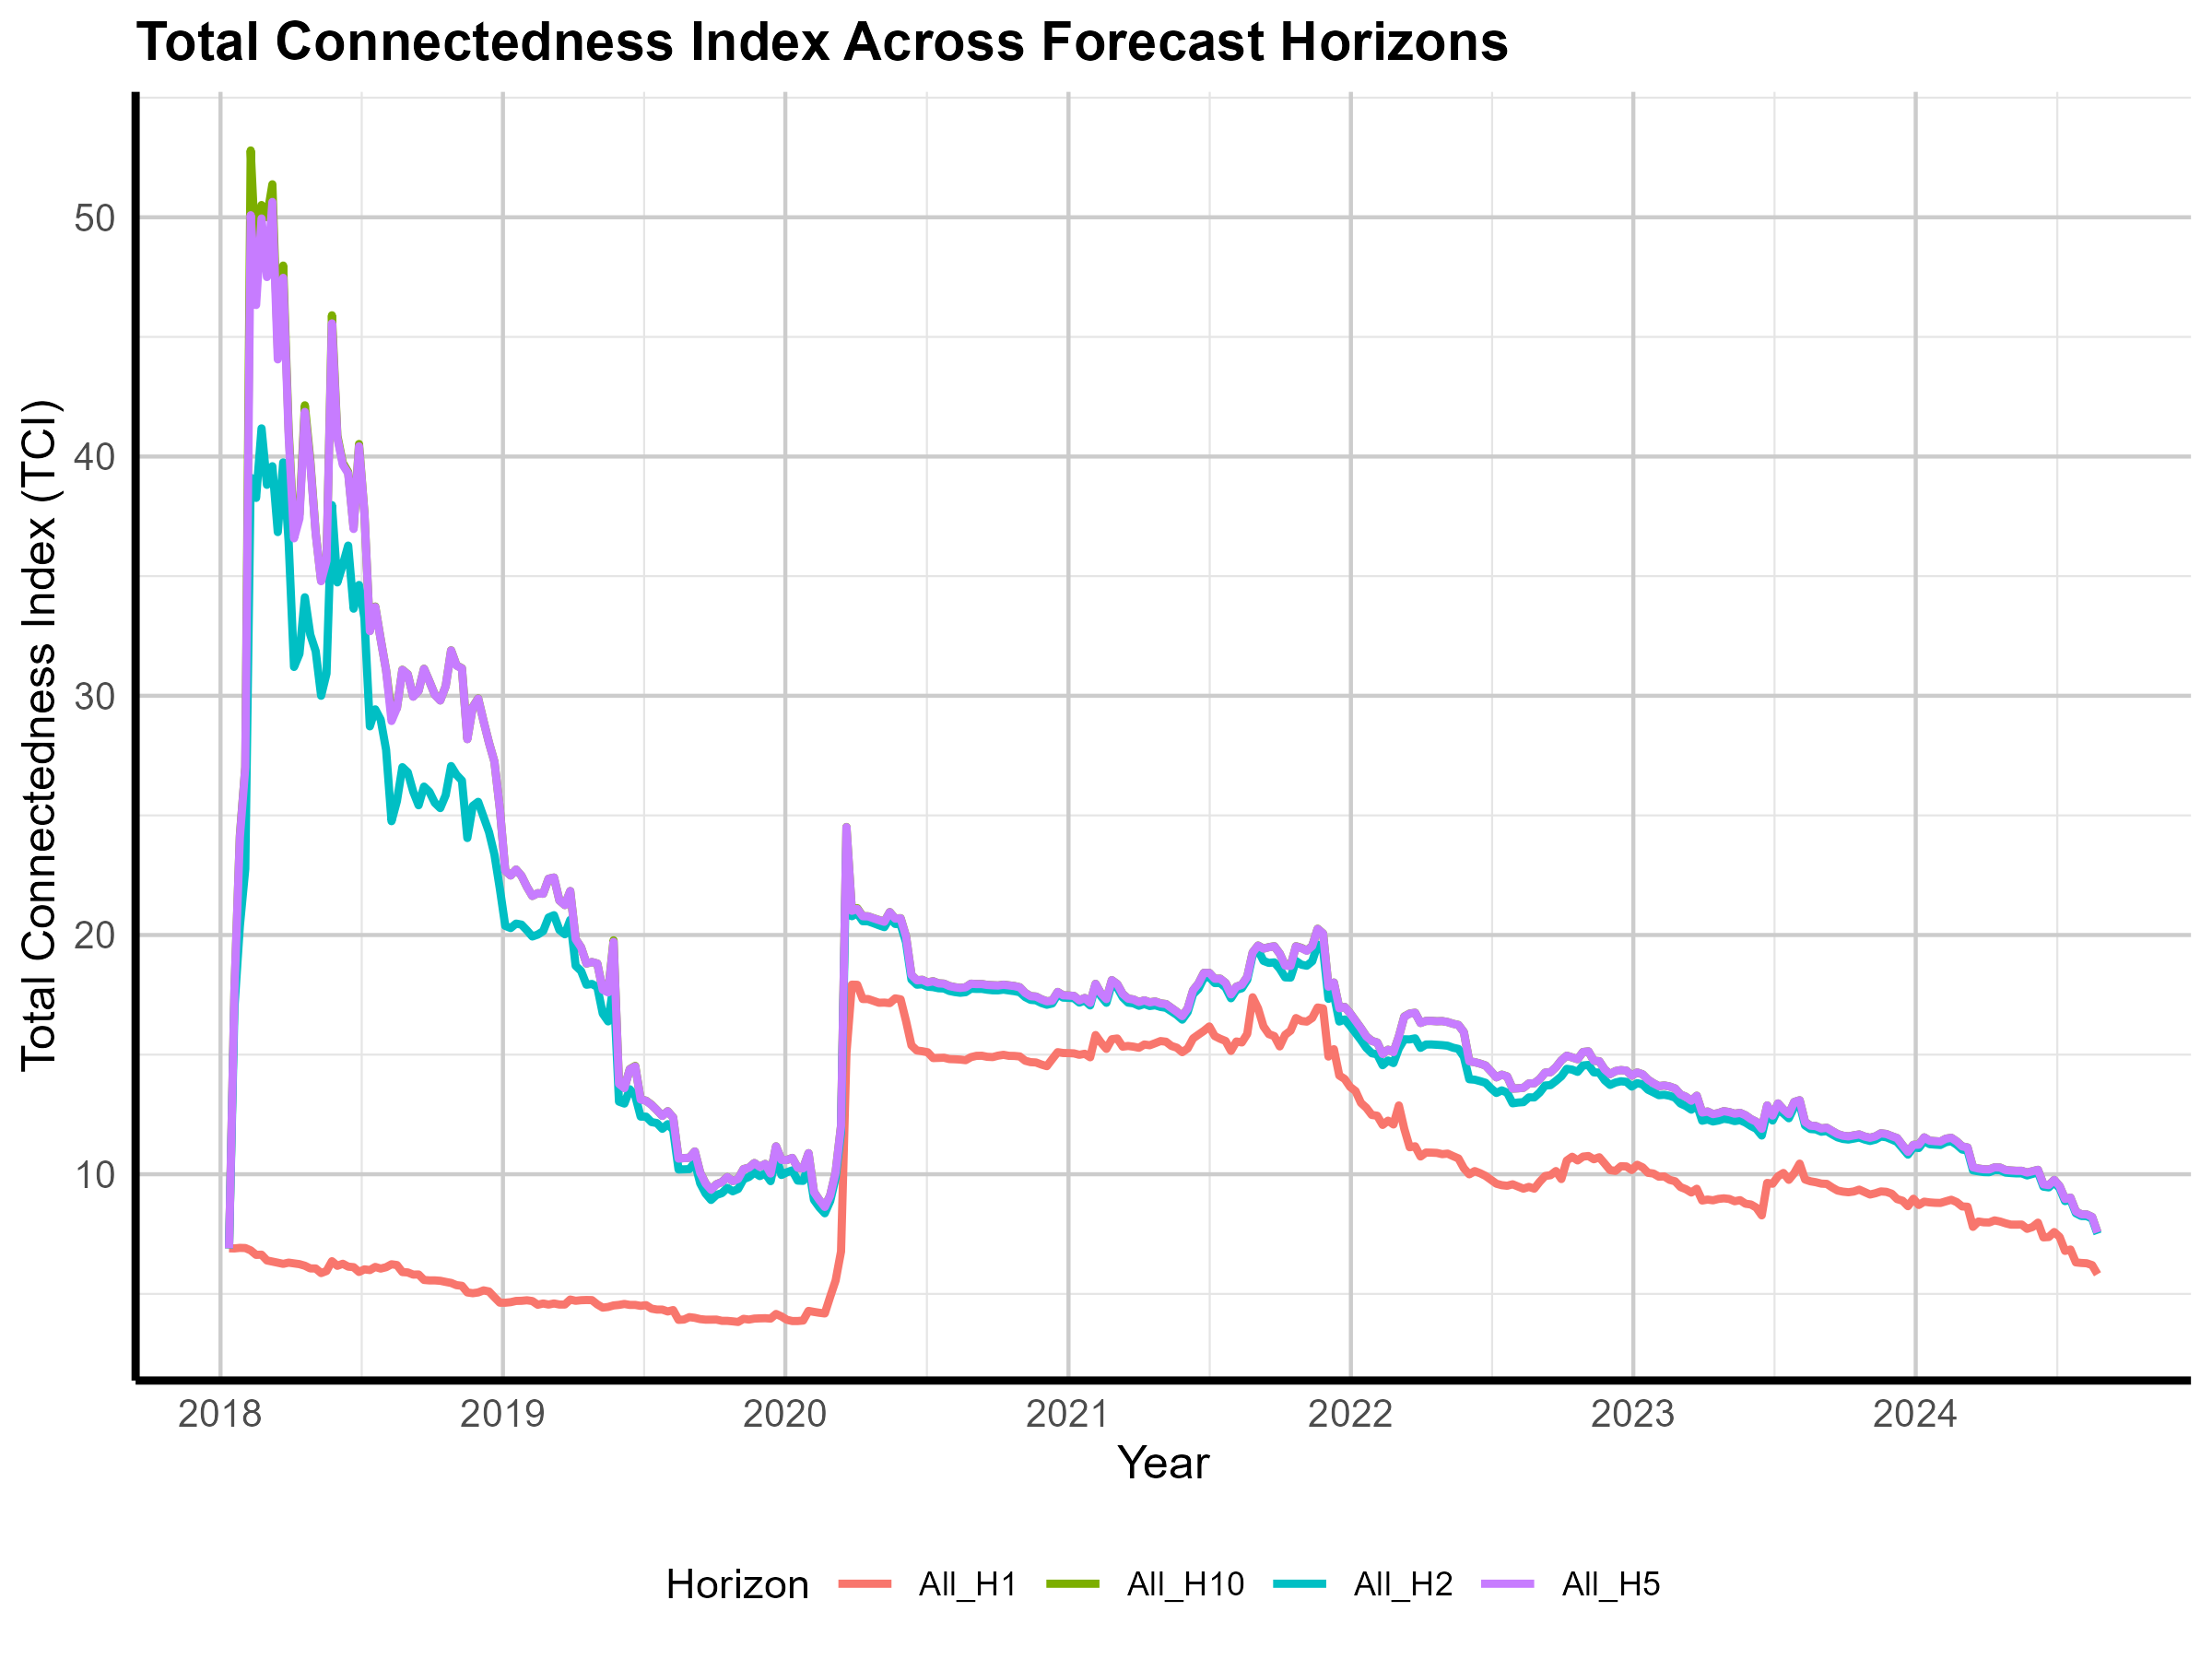 Total Connectedness Index Across Forecast Horizons
Total Connectedness Index (TCI)
50
40
30
20
10
2018 2019 2020 2021 2022 2023 2024
Year
Horizon All_H1 All_H10 All_H2 All_H5